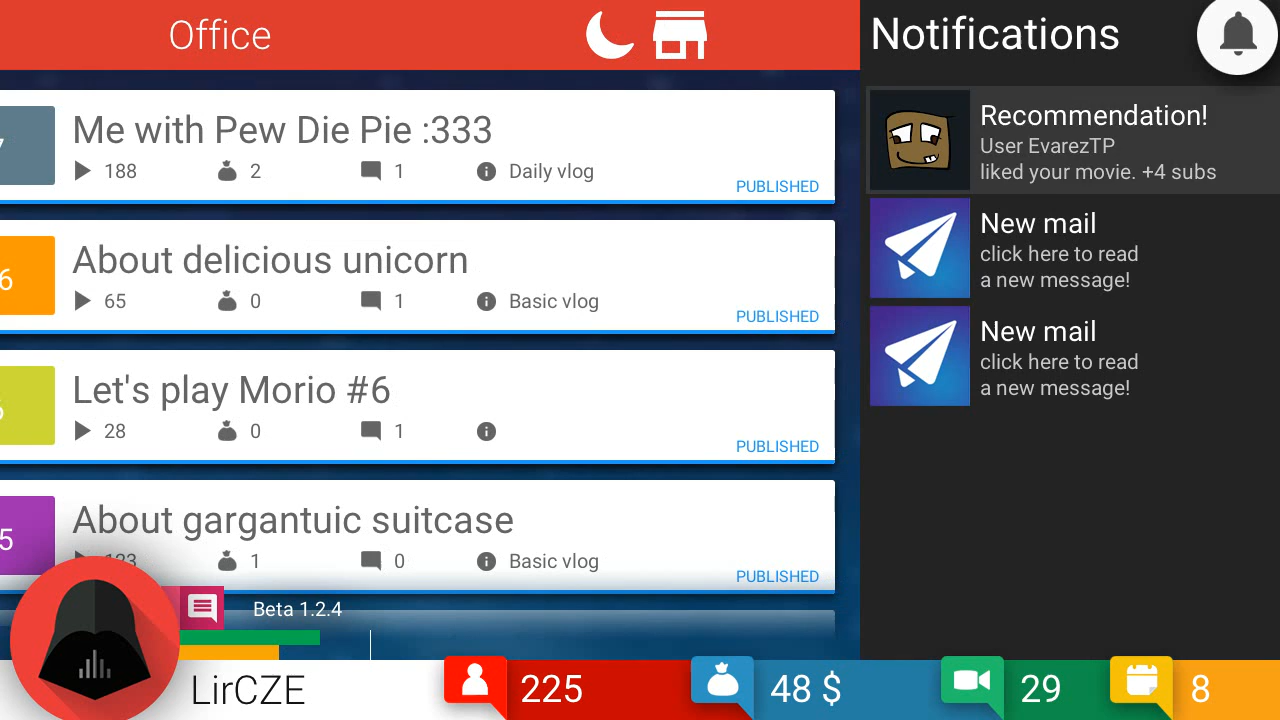 Office
Notifications
Me with Pew Die Pie :333
188 2 1 Daily vlog
PUBLISHED
6
About delicious unicorn
65 0 1 Basic vlog
PUBLISHED
Let's play Morio #6
28 0 1
PUBLISHED
5
About gargantuic suitcase
1 0 Basic vlog
PUBLISHED
Recommendation!
User EvarezTP
liked your movie. +4 subs
New mail
click here to read
a new message!
New mail
click here to read
a new message!
Beta 1.2.4
LirCZE
225
48 $
29
8